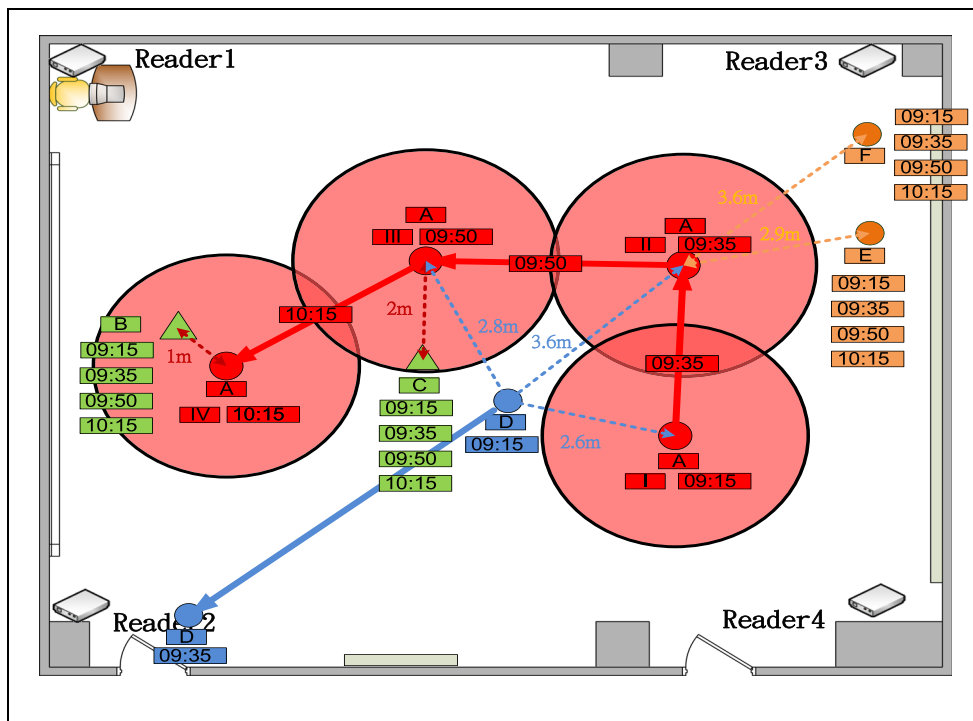 Reader1
Reader3
09:15
09:35
09:50
10:15
F
3.6m
2.9m
E
09:15
09:35
09:50
10:15
A
III 09:50
A
II 09:35
09:50
10:15
2m
2.8m
3.6m
09:35
B
09:15
09:35
09:50
10:15
1m
A
IV 10:15
C
09:15
09:35
09:50
10:15
D
09:15
2.6m
A
I 09:15
Reader2
D
09:35
Reader4